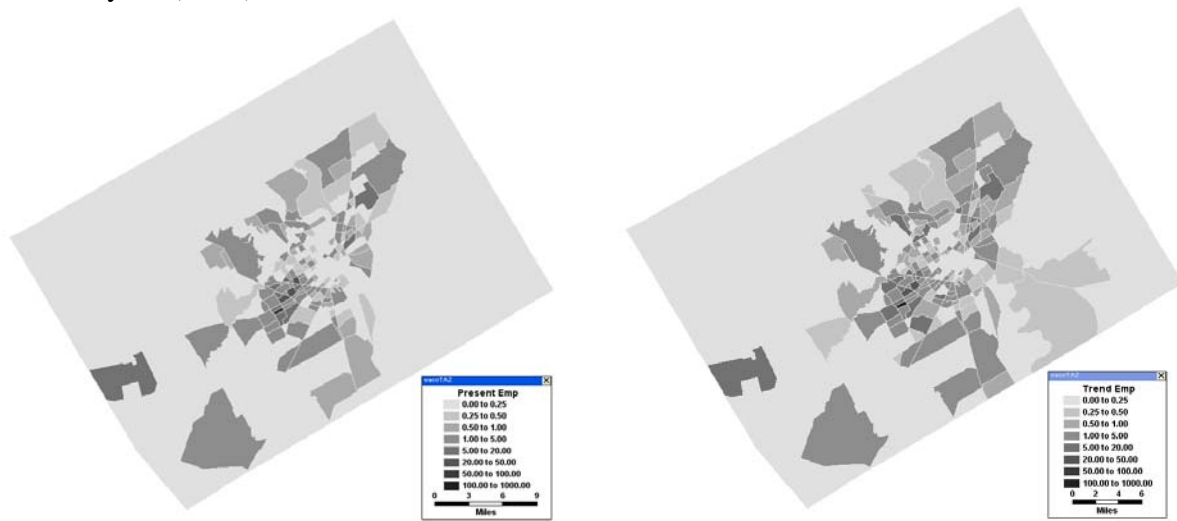 wacoTAZ
Present Emp
0.00 to 0.25
0.25 to 0.50
0.50 to 1.00
1.00 to 5.00
5.00 to 20.00
20.00 to 50.00
50.00 to 100.00
100.00 to 1000.00
0 3 6 9
Miles
wacoTAZ
Trend Emp
0.00 to 0.25
0.25 to 0.50
0.50 to 1.00
1.00 to 5.00
5.00 to 20.00
20.00 to 50.00
50.00 to 100.00
100.00 to 1000.00
0 2 4 6
Miles